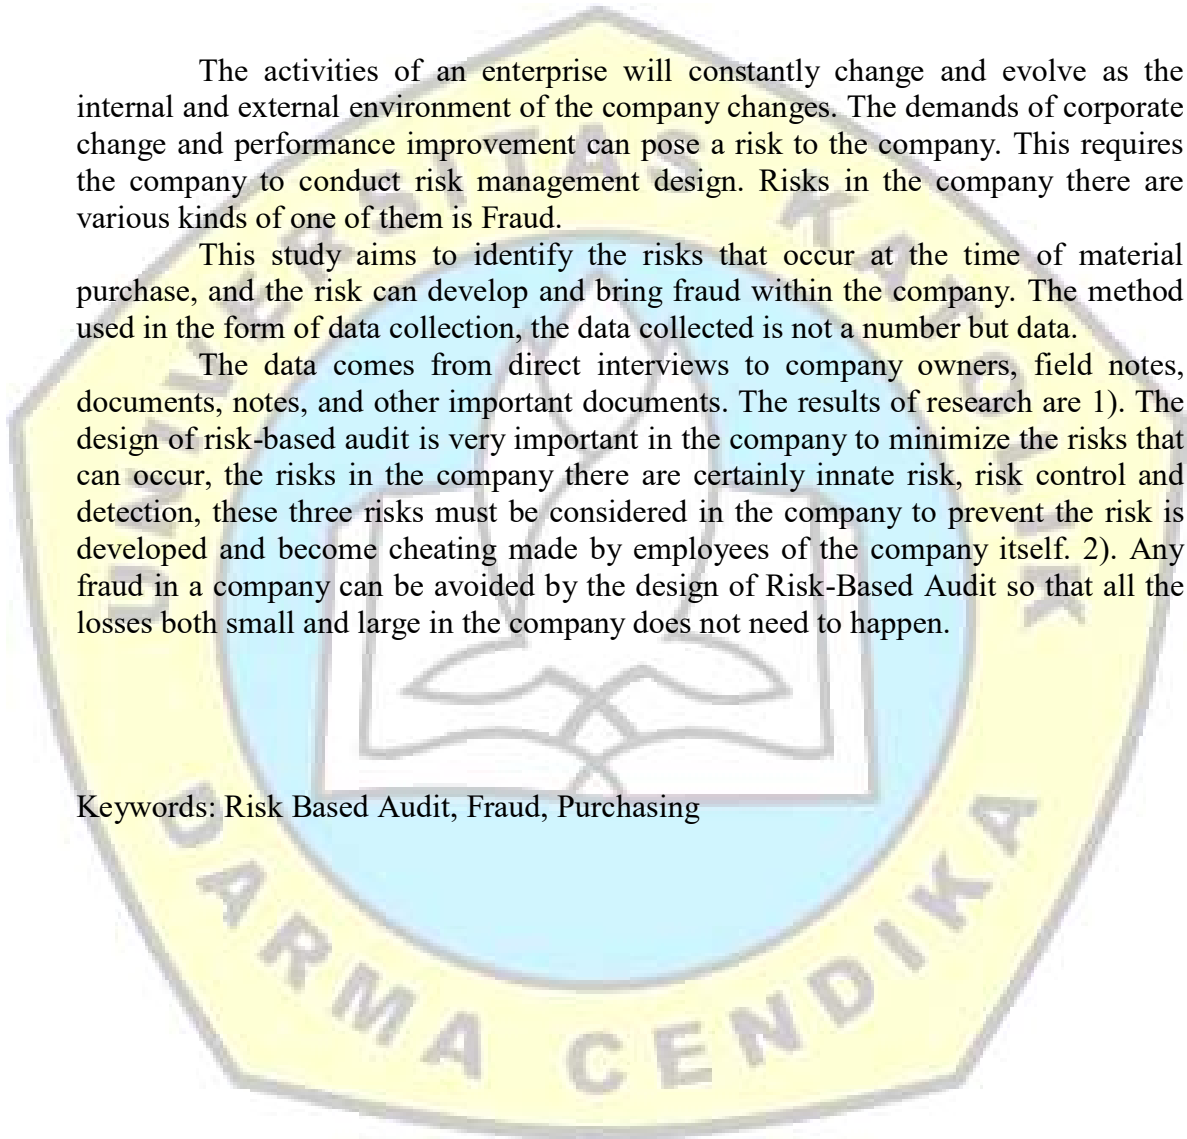 The activities of an enterprise will constantly change and evolve as the
internal and external environment of the company changes. The demands of corporate
change and performance improvement can pose a risk to the company. This requires
the company to conduct risk management design. Risks in the company there are
various kinds of one of them is Fraud.
This study aims to identify the risks that occur at the time of material
purchase, and the risk can develop and bring fraud within the company. The method
used in the form of data collection, the data collected is not a number but data.
The data comes from direct interviews to company owners, field notes,
documents, notes, and other important documents. The results of research are 1). The
design of risk-based audit is very important in the company to minimize the risks that
can occur, the risks in the company there are certainly innate risk, risk control and
detection, these three risks must be considered in the company to prevent the risk is
developed and become cheating made by employees of the company itself. 2). Any
fraud in a company can be avoided by the design of Risk-Based Audit so that all the
losses both small and large in the company does not need to happen.
Keywords: Risk Based Audit, Fraud, Purchasing
UNIVERSITAS KATOLIK
DARMA CENDIKA